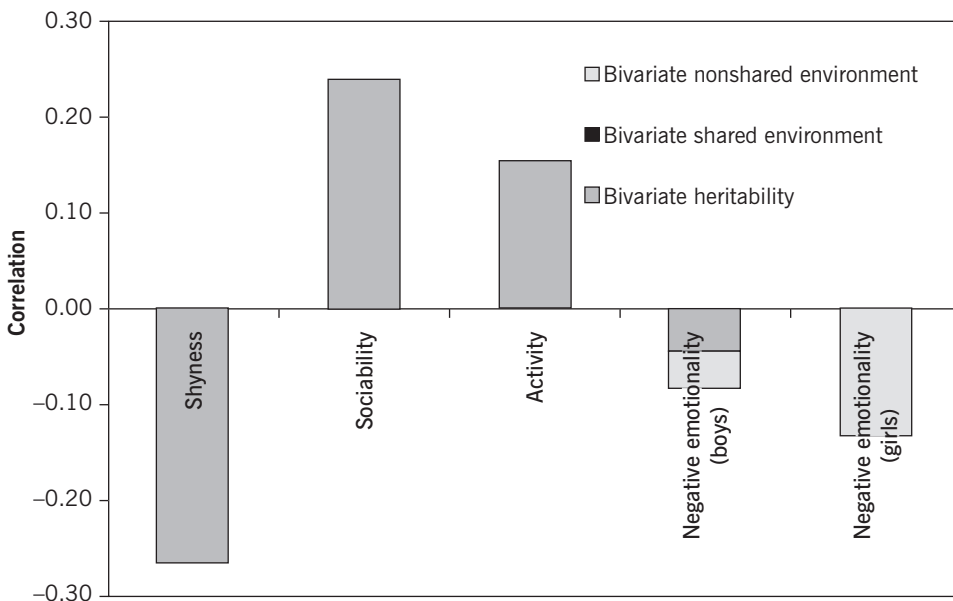 0.30
0.20
0.10
0.00
–0.10
–0.20
–0.30
Correlation
Bivariate nonshared environment
Bivariate shared environment
Bivariate heritability
Shyness
Sociability
Activity
Negative emotionality
(boys)
Negative emotionality
(girls)